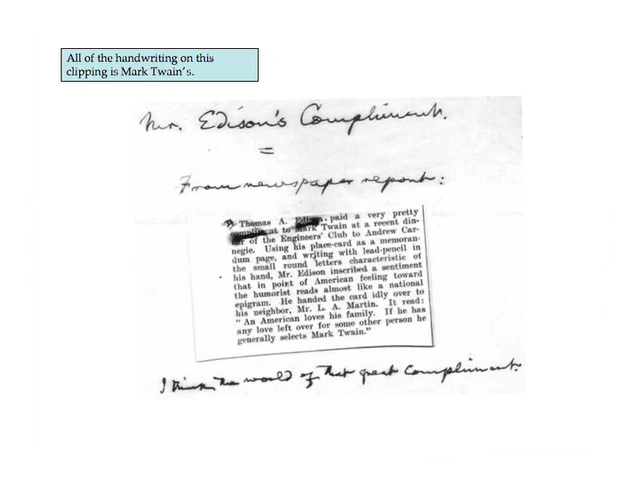 All of the handwriting on this
clipping is Mark Twain's.
Mr. Edison's Compliment.
=
From newspaper report:
Thomas A. Edison paid a very pretty
compliment to Mark Twain at a recent din-
ner of the Engineers' Club to Andrew Car-
negie. Using his place-card as a memoran-
dum page, and writing with lead-pencil in
the small round letters characteristic of
his hand, Mr. Edison inscribed a sentiment
that in point of American feeling toward
the humorist reads almost like a national
epigram. He handed the card idly over to
his neighbor, Mr. L. A. Martin. It read:
"An American loves his family. If he has
any love left over for some other person he
generally selects Mark Twain."
I think the world of that great compliment.